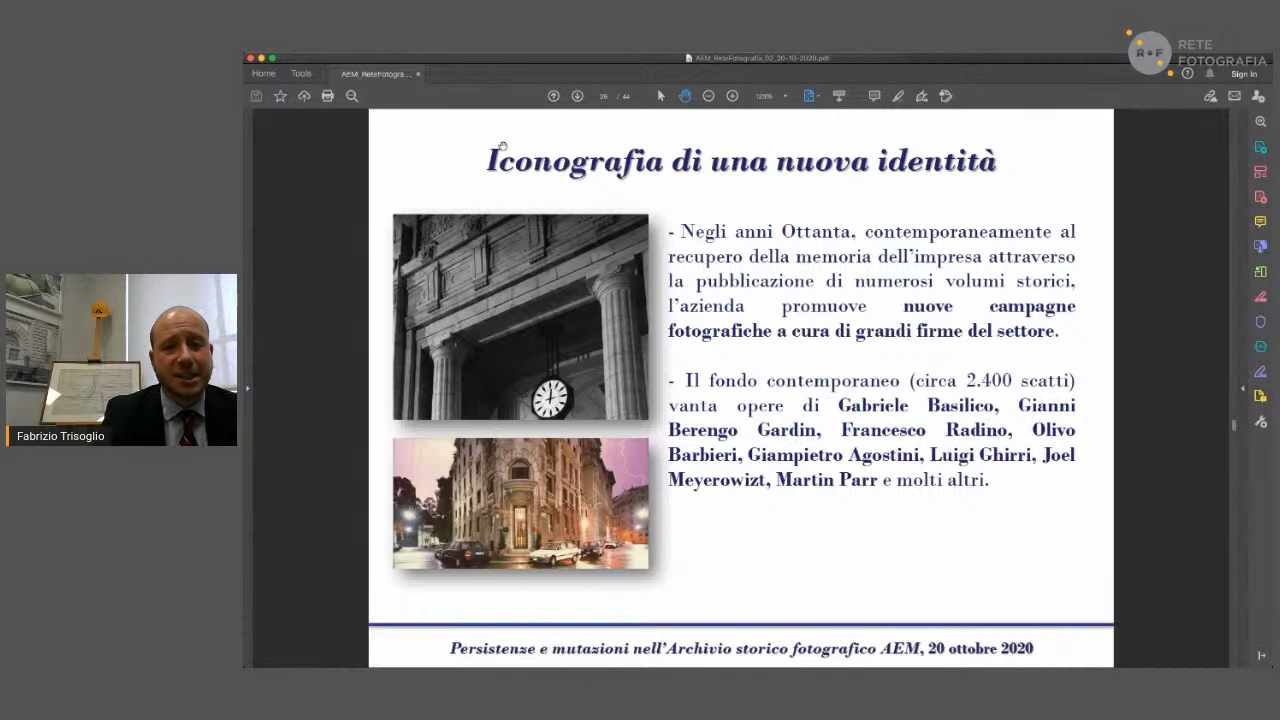 RETE
FOTOGRAFIA
R F
AEM_ReteFotografia_02_20-10-2020.pdf
Home Tools AEM_ReteFotogra... × Sign In
26 / 44 125%
Iconografia di una nuova identità
- Negli anni Ottanta, contemporaneamente al
recupero della memoria dell'impresa attraverso
la pubblicazione di numerosi volumi storici,
l'azienda promuove nuove campagne
fotografiche a cura di grandi firme del settore.
- Il fondo contemporaneo (circa 2.400 scatti)
vanta opere di Gabriele Basilico, Gianni
Berengo Gardin, Francesco Radino, Olivo
Barbieri, Giampietro Agostini, Luigi Ghirri, Joel
Meyerowizt, Martin Parr e molti altri.
Persistenze e mutazioni nell'Archivio storico fotografico AEM, 20 ottobre 2020
Fabrizio Trisoglio